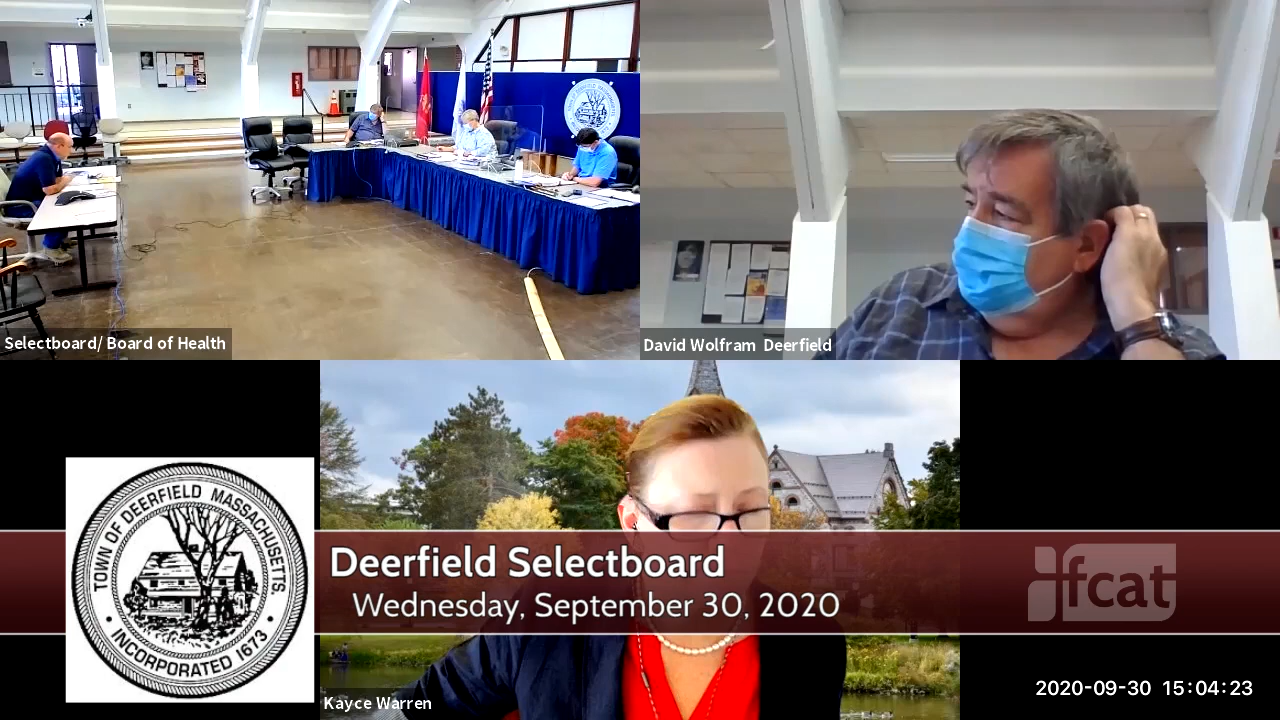 Selectboard/ Board of Health
David Wolfram Deerfield
TOWN OF DEERFIELD MASSACHUSETTS.
INCORPORATED 1673
Deerfield Selectboard
Wednesday, September 30, 2020
fcat
2020-09-30 15:04:23
Kayce Warren